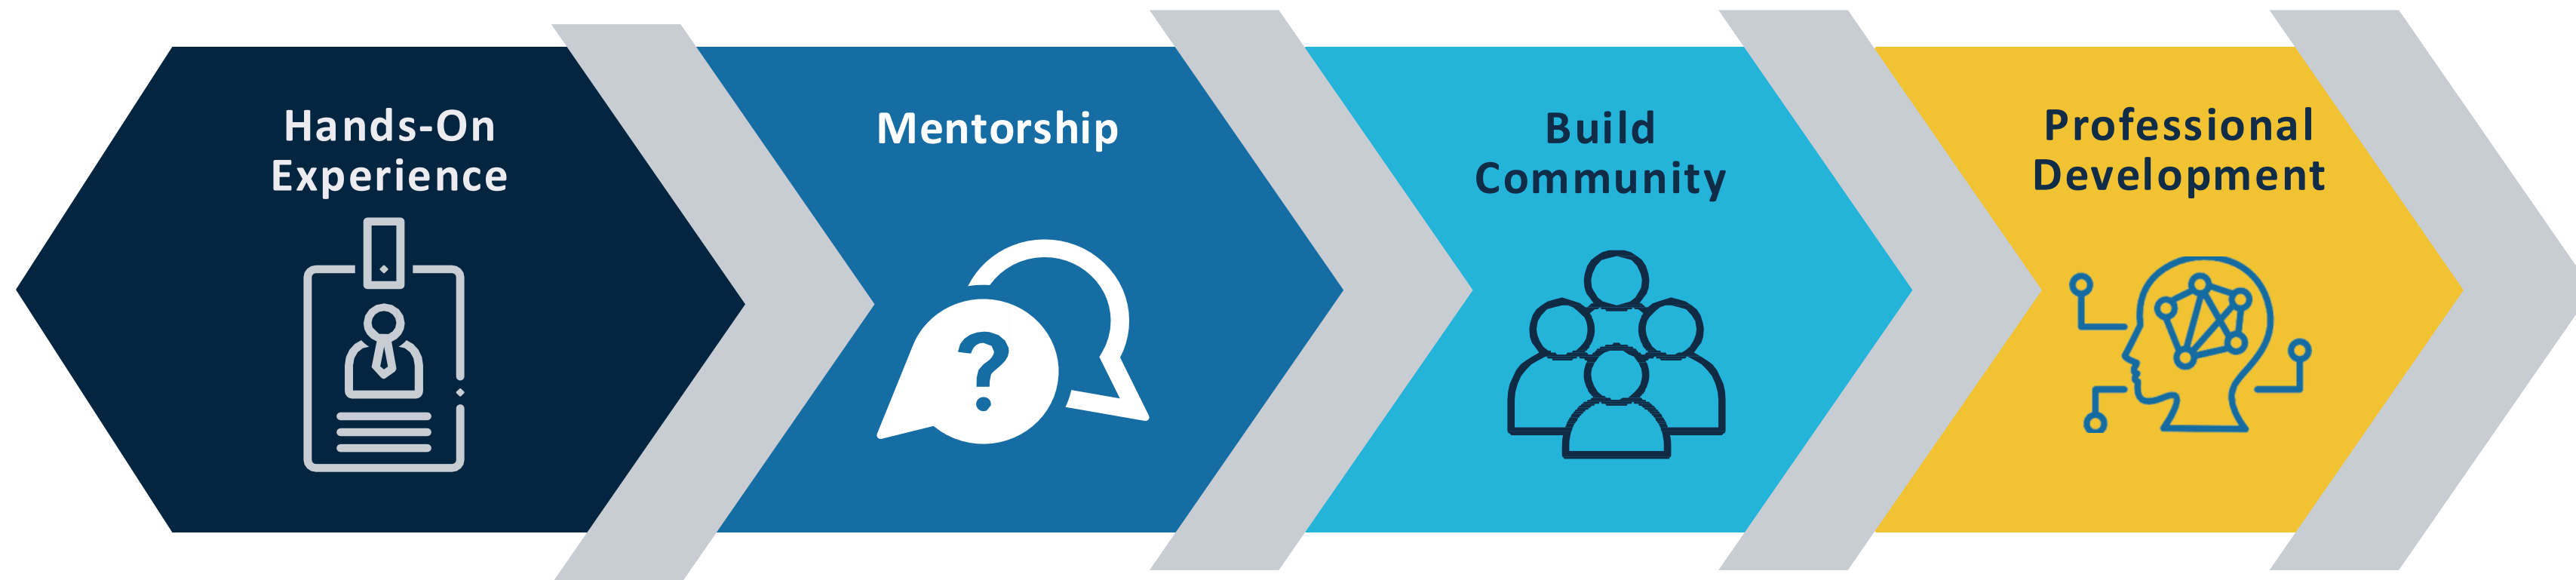 Hands-On
Experience
Mentorship
?
Build
Community
Professional
Development